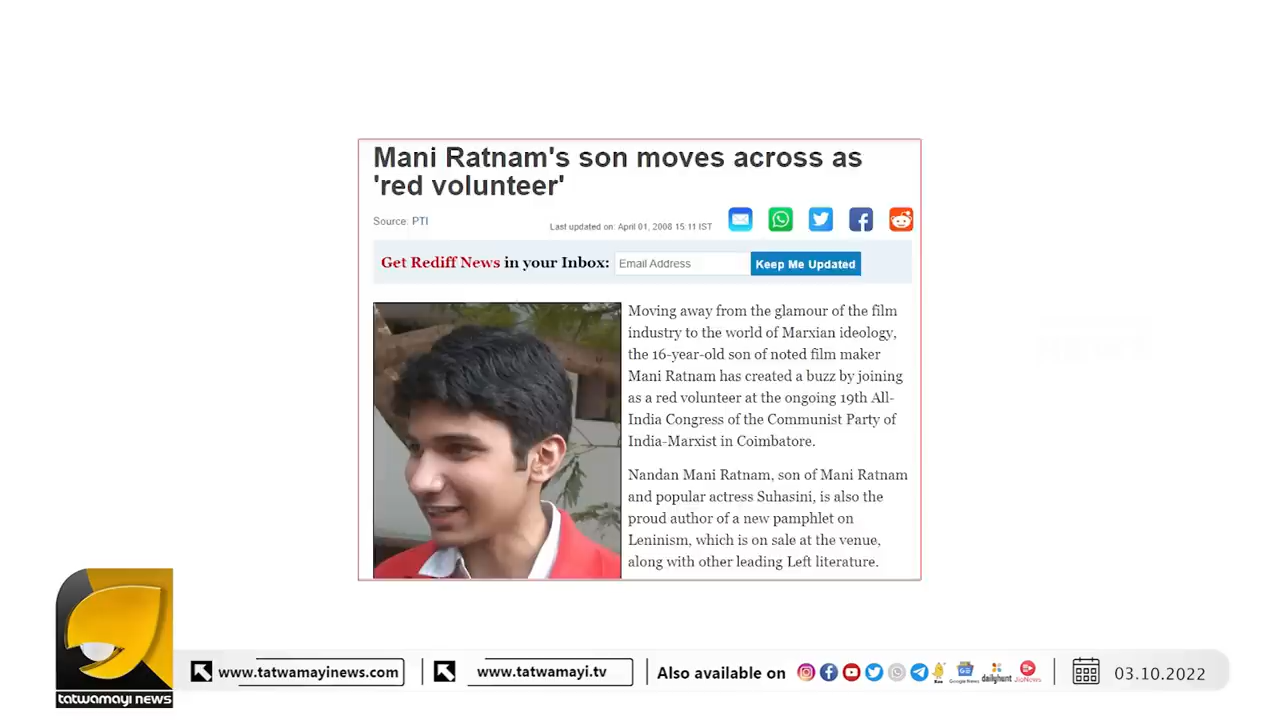 Mani Ratnam's son moves across as
'red volunteer'
Source: PTI
Last updated on: April 01, 2008 15:11 IST
Get Rediff News in your Inbox: Email Address Keep Me Updated
Moving away from the glamour of the film
industry to the world of Marxian ideology,
the 16-year-old son of noted film maker
Mani Ratnam has created a buzz by joining
as a red volunteer at the ongoing 19th All-
India Congress of the Communist Party of
India-Marxist in Coimbatore.
Nandan Mani Ratnam, son of Mani Ratnam
and popular actress Suhasini, is also the
proud author of a new pamphlet on
Leninism, which is on sale at the venue,
along with other leading Left literature.
tatwamayi news
www.tatwamayinews.com
www.tatwamayi.tv
Also available on
Koo
Google News
dailyhunt
JioNews
03.10.2022